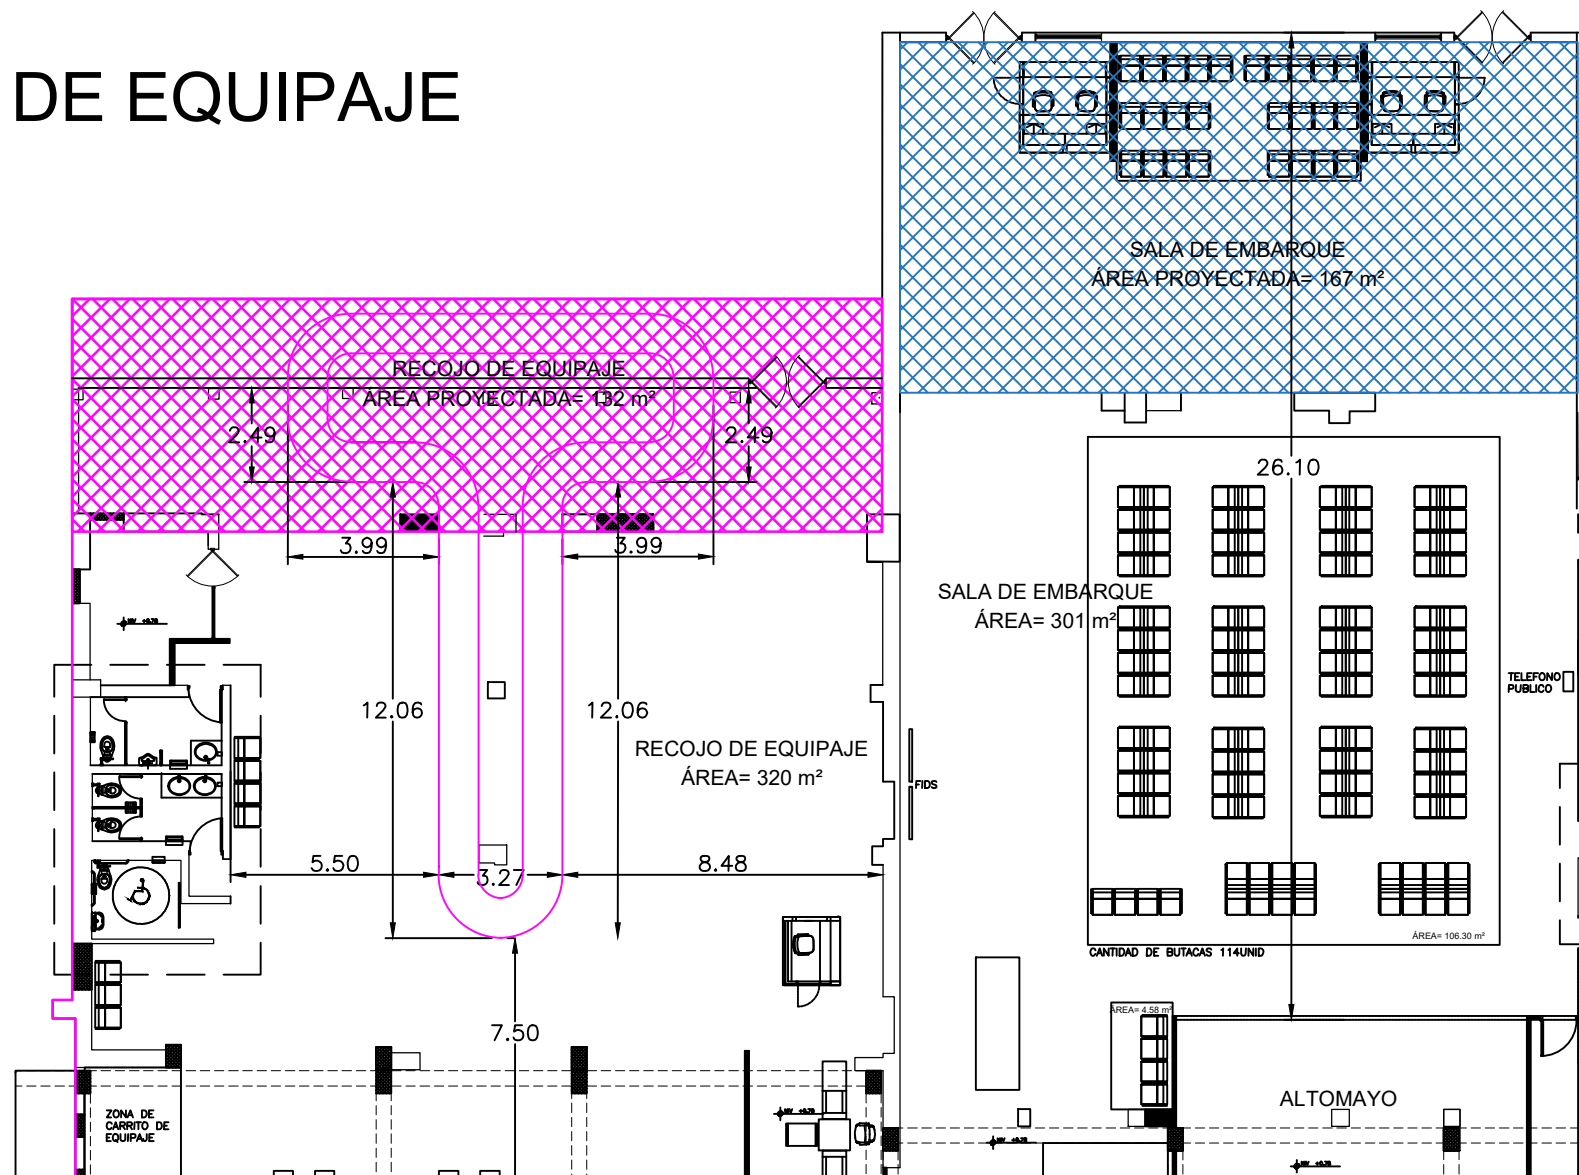 DE EQUIPAJE
SALA DE EMBARQUE
ÁREA PROYECTADA= 167 m²
RECOJO DE EQUIPAJE
ÁREA PROYECTADA= 132 m²
2.49
2.49
26.10
3.99
3.99
SALA DE EMBARQUE
ÁREA= 301 m²
TELEFONO
PUBLICO
12.06
12.06
RECOJO DE EQUIPAJE
ÁREA= 320 m²
FIDS
5.50
3.27
8.48
ÁREA= 106.30 m²
CANTIDAD DE BUTACAS 114UNID
ÁREA= 4.58 m²
7.50
ALTOMAYO
ZONA DE
CARRITO DE
EQUIPAJE